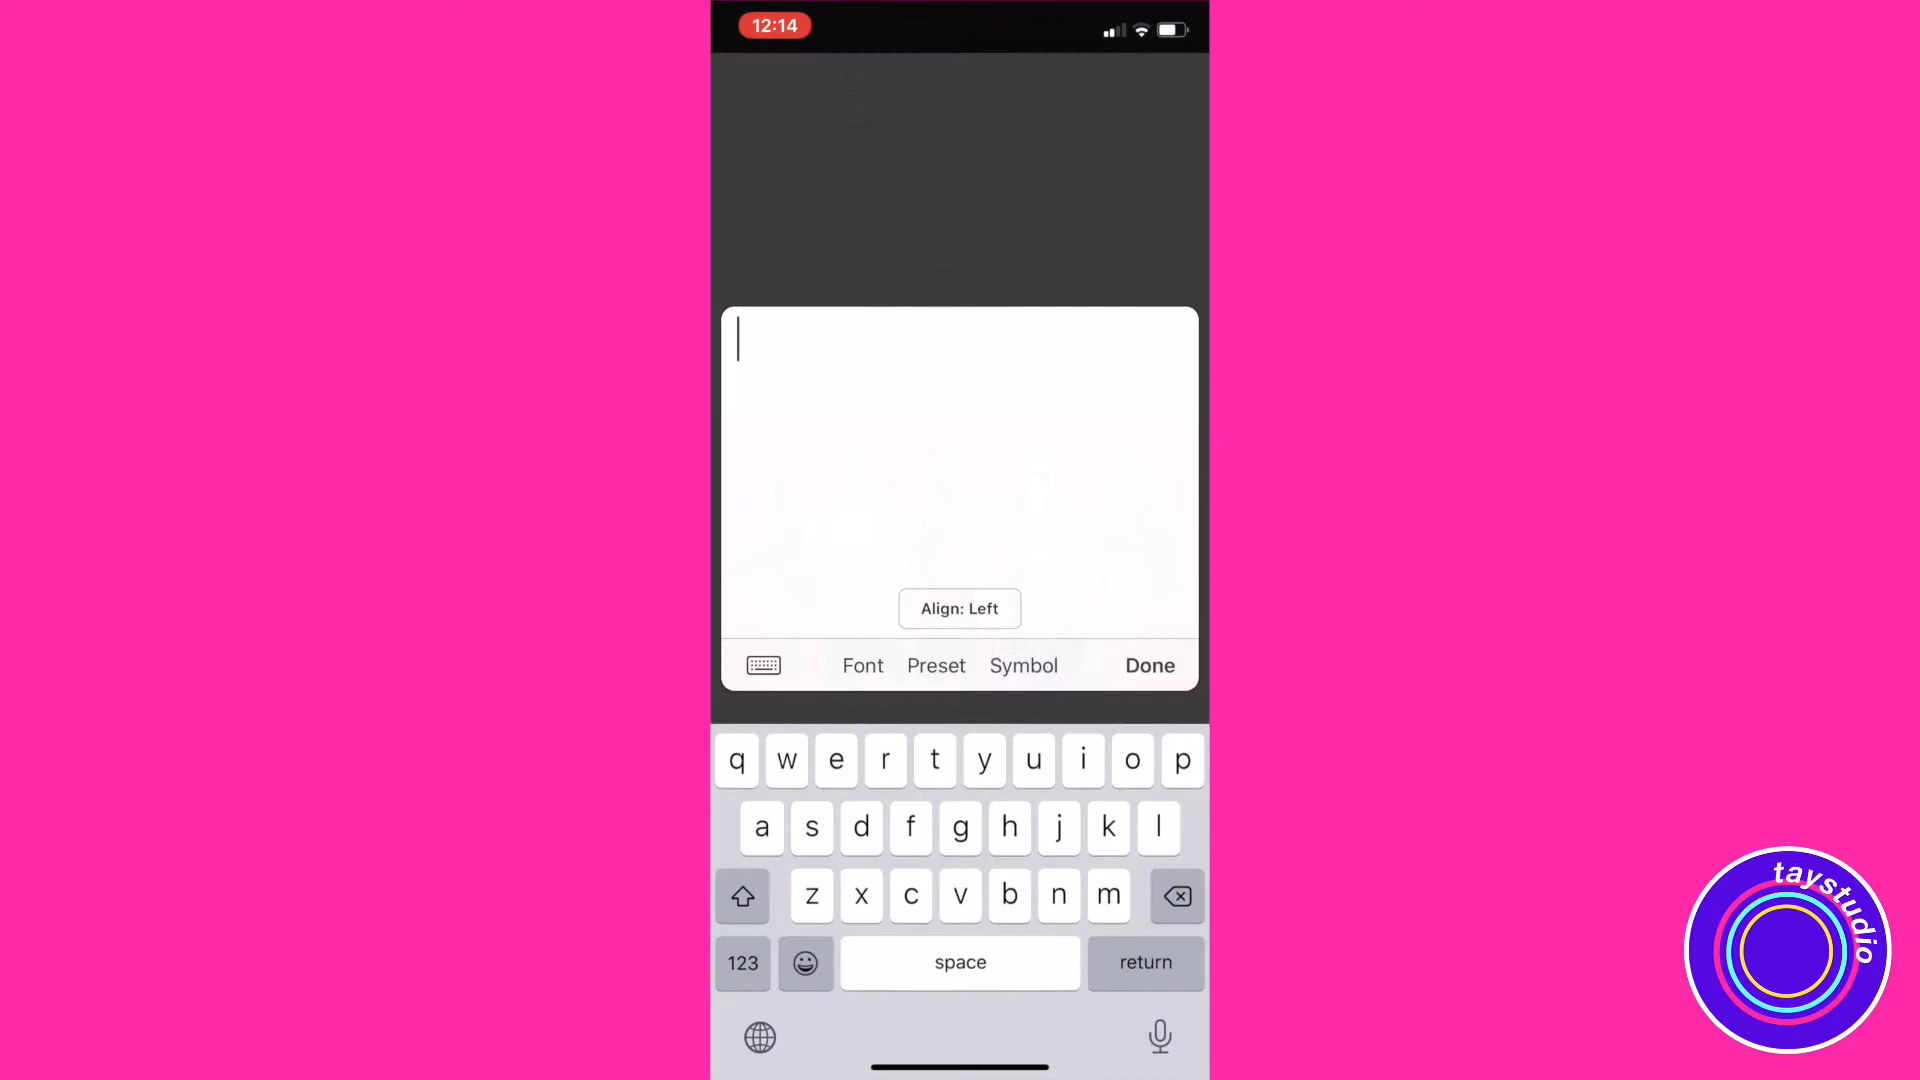 12:14
Align: Left
Font Preset Symbol Done
q w e r t y u i o p
a s d f g h j k l
z x c v b n m
123 space return
taystudio